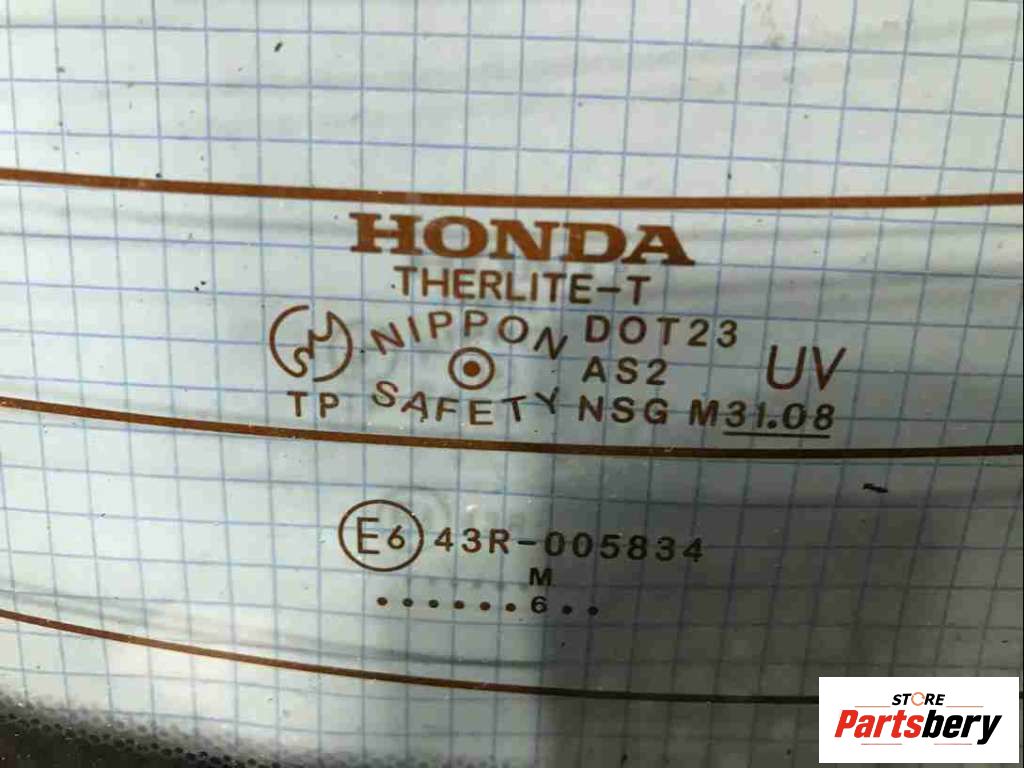 HONDA
THERLITE-T
NIPPON DOT23
AS2 UV
TP SAFETY NSG M31.08
E6 43R-005834
M
••••••6••
STORE
Partsbery